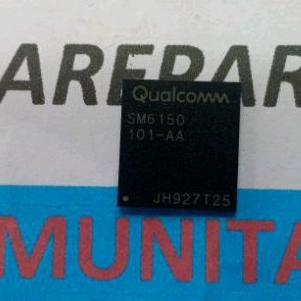 AREPAR
Qualcomm
SM6150
101-AA
JH927T25
MUNITA